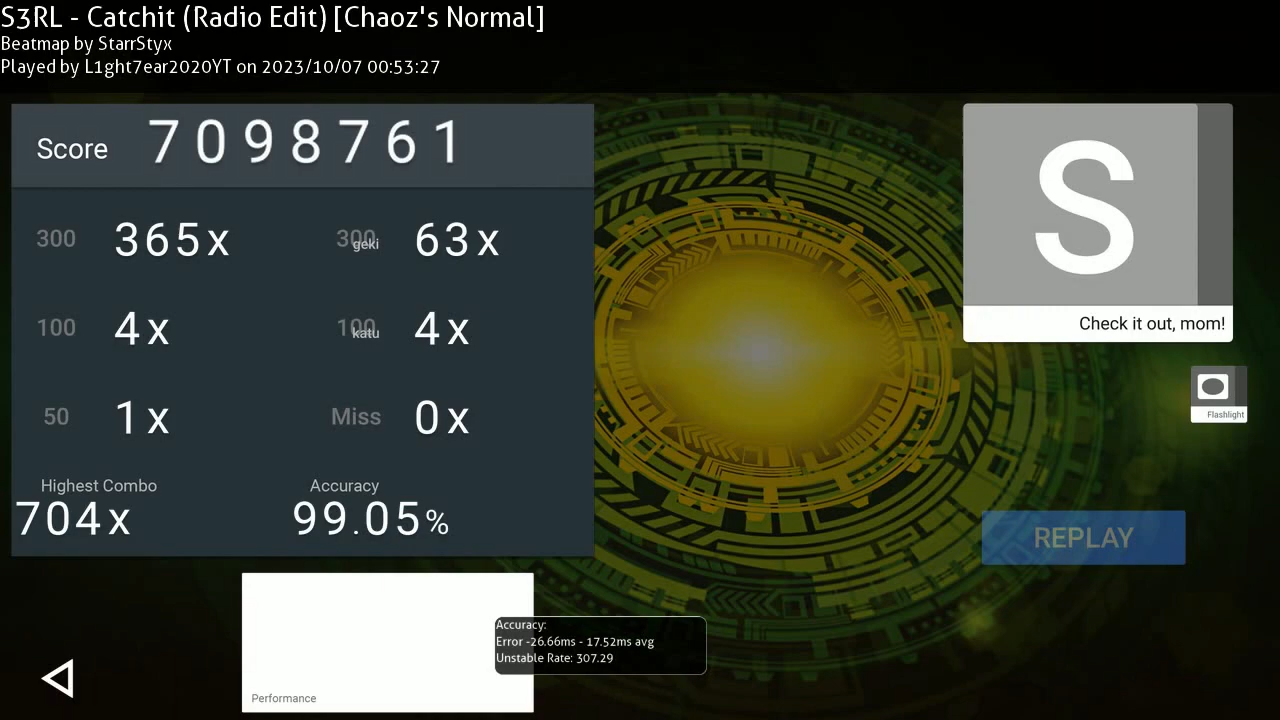 S3RL - Catchit (Radio Edit) [Chaoz's Normal]
Beatmap by StarrStyx
Played by L1ght7ear2020YT on 2023/10/07 00:53:27
Score 7098761
300 365x 300 geki 63x
100 4x 100 katu 4x
50 1x Miss 0x
Highest Combo Accuracy
704x 99.05%
S
Check it out, mom!
Flashlight
REPLAY
Accuracy:
Error -26.66ms - 17.52ms avg
Unstable Rate: 307.29
Performance